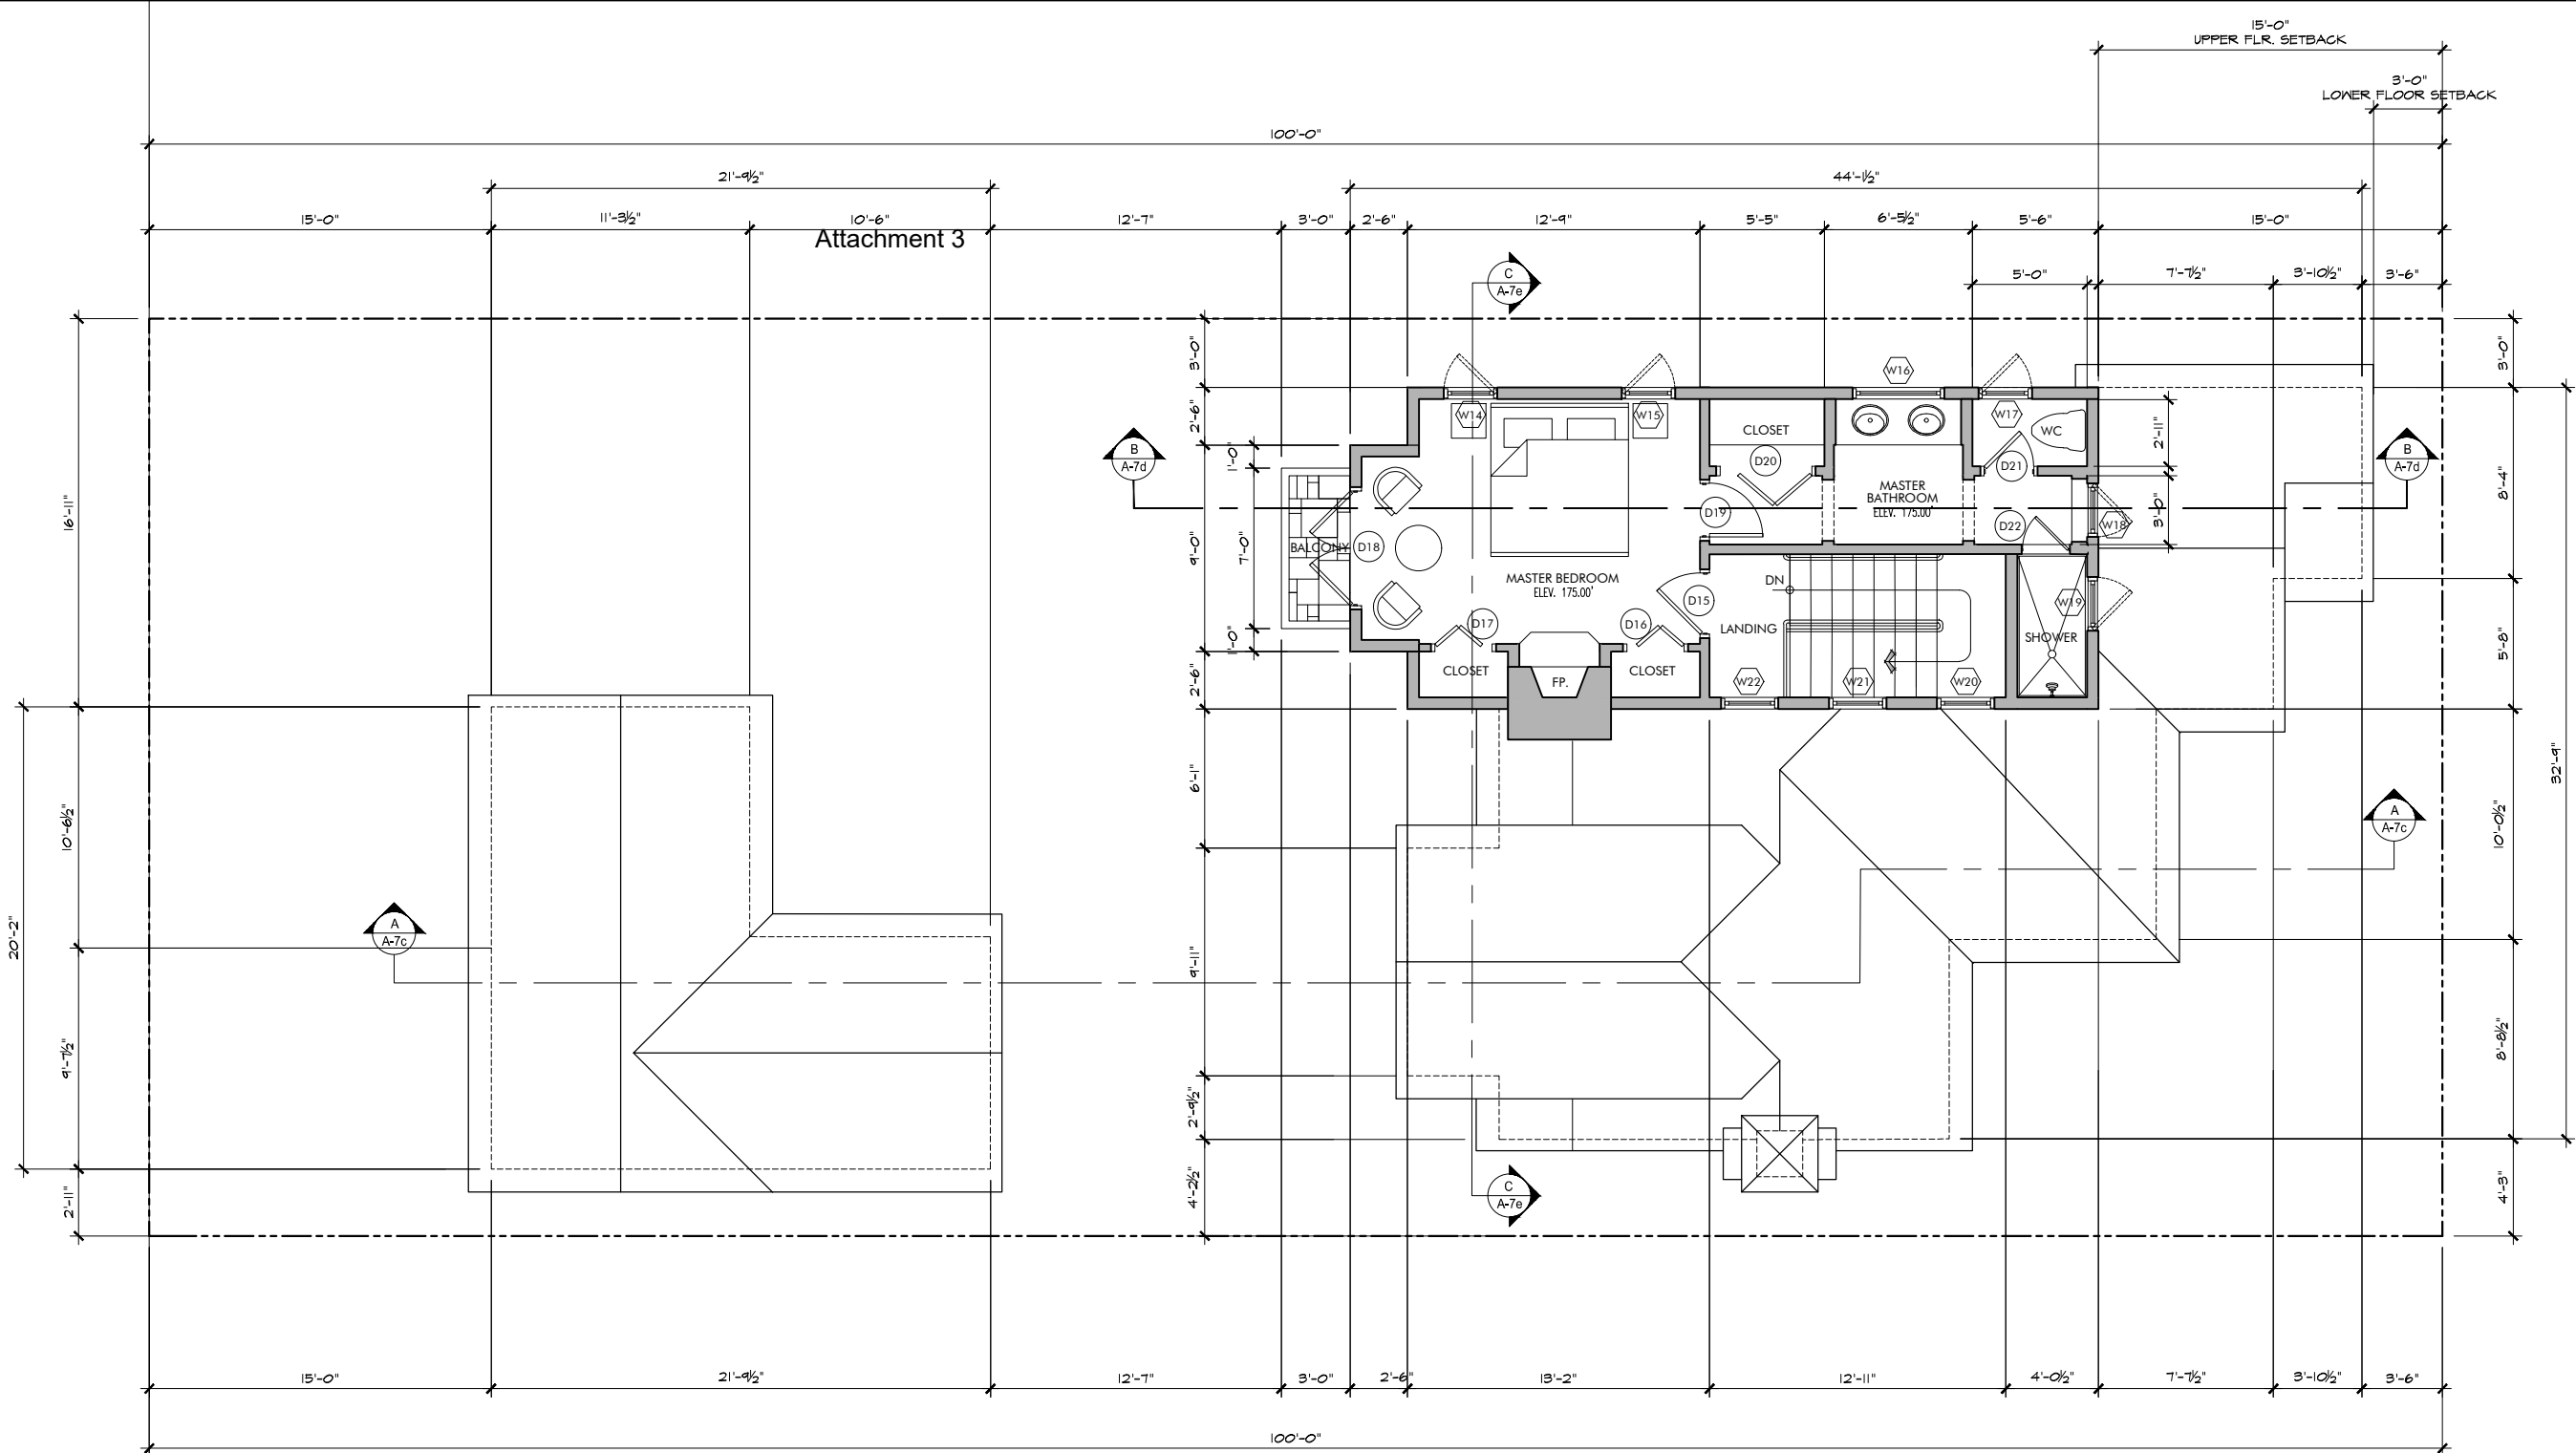 15'-0"
UPPER FLR. SETBACK
3'-0"
LOWER FLOOR SETBACK
100'-0"
21'-9½"
44'-1½"
15'-0"
11'-3½"
10'-6"
12'-7"
3'-0"
2'-6"
12'-9"
5'-5"
6'-5½"
5'-6"
15'-0"
Attachment 3
5'-0"
7'-7½"
3'-10½"
3'-6"
C
A-7e
3'-0"
3'-0"
W16
2'-6"
W14
W15
W17
CLOSET
WC
2'-11"
B
A-7d
1'-0"
D20
D21
B
A-7d
8'-4"
16'-11"
MASTER
BATHROOM
ELEV. 175.00'
D19
D22
W18
3'-0"
9'-0"
7'-0"
BALCONY
D18
MASTER BEDROOM
ELEV. 175.00'
DN
D15
W19
D17
D16
LANDING
SHOWER
1'-0"
5'-8"
CLOSET
FP.
CLOSET
W22
W21
W20
2'-6"
32'-9"
6'-1"
10'-6½"
A
A-7c
10'-0½"
20'-2"
A
A-7c
9'-11"
9'-7½"
8'-8½"
2'-9½"
2'-11"
4'-2½"
C
A-7e
4'-3"
15'-0"
21'-9½"
12'-7"
3'-0"
2'-6"
13'-2"
12'-11"
4'-0½"
7'-7½"
3'-10½"
3'-6"
100'-0"